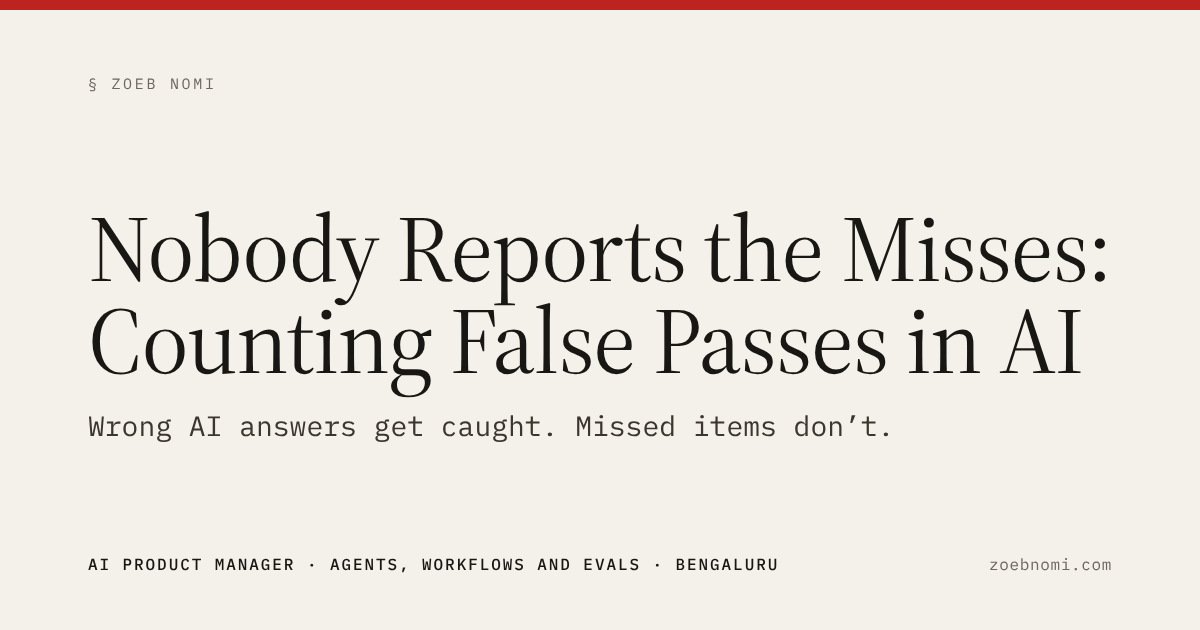 § ZOEB NOMI
Nobody Reports the Misses:
Counting False Passes in AI
Wrong AI answers get caught. Missed items don’t.
AI PRODUCT MANAGER · AGENTS, WORKFLOWS AND EVALS · BENGALURU
zoebnomi.com